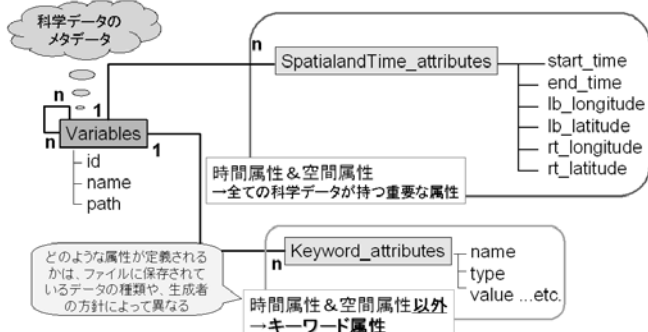 科学データの
メタデータ
n
SpatialandTime_attributes
start_time
end_time
lb_longitude
lb_latitude
rt_longitude
rt_latitude
n
1
n
Variables
1
id
name
path
時間属性＆空間属性
→全ての科学データが持つ重要な属性
どのような属性が定義される
かは、ファイルに保存されて
いるデータの種類や、生成者
の方針によって異なる
n
Keyword_attributes
name
type
value ...etc.
時間属性＆空間属性以外
→キーワード属性